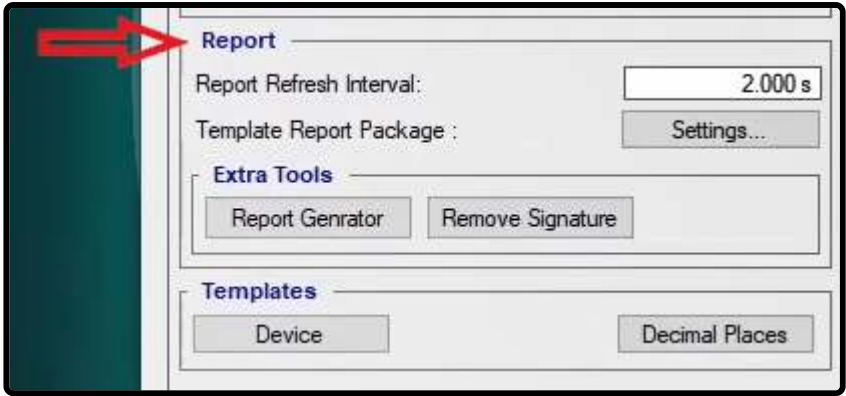 Report
Report Refresh Interval: 2.000 s
Template Report Package : Settings...
Extra Tools
Report Genrator Remove Signature
Templates
Device Decimal Places